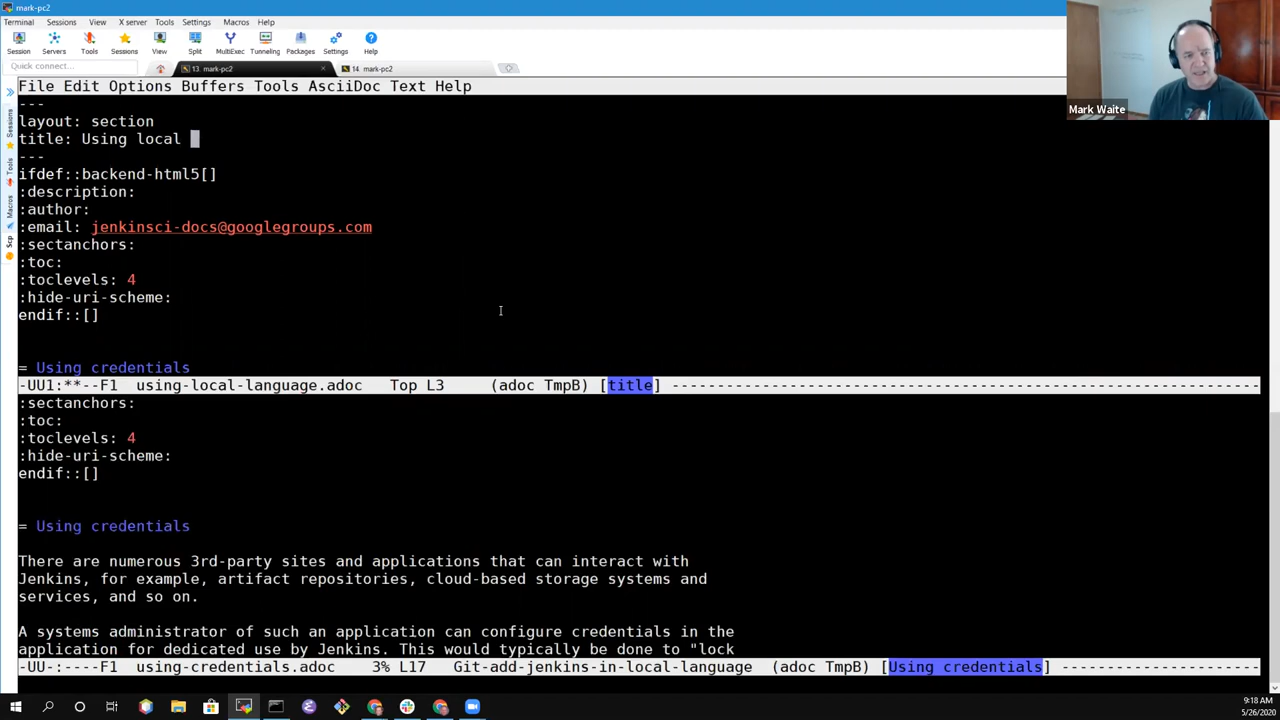 mark-pc2
Terminal Sessions View X server Tools Settings Macros Help
Session Servers Tools Sessions View Split MultiExec Tunneling Packages Settings Help
Quick connect...
13. mark-pc2
14. mark-pc2
Sessions
Tools
Macros
Scp
Mark Waite
File Edit Options Buffers Tools AsciiDoc Text Help
---
layout: section
title: Using local
---
ifdef::backend-html5[]
:description:
:author:
:email: jenkinsci-docs@googlegroups.com
:sectanchors:
:toc:
:toclevels: 4
:hide-uri-scheme:
endif::[]
= Using credentials
-UU1:**--F1 using-local-language.adoc Top L3 (adoc TmpB) [title] -----------------------------------------------------------------
:sectanchors:
:toc:
:toclevels: 4
:hide-uri-scheme:
endif::[]
= Using credentials
There are numerous 3rd-party sites and applications that can interact with
Jenkins, for example, artifact repositories, cloud-based storage systems and
services, and so on.
A systems administrator of such an application can configure credentials in the
application for dedicated use by Jenkins. This would typically be done to "lock
-UU-:----F1 using-credentials.adoc 3% L17 Git-add-jenkins-in-local-language (adoc TmpB) [Using credentials] -----------------------
9:18 AM
5/26/2020